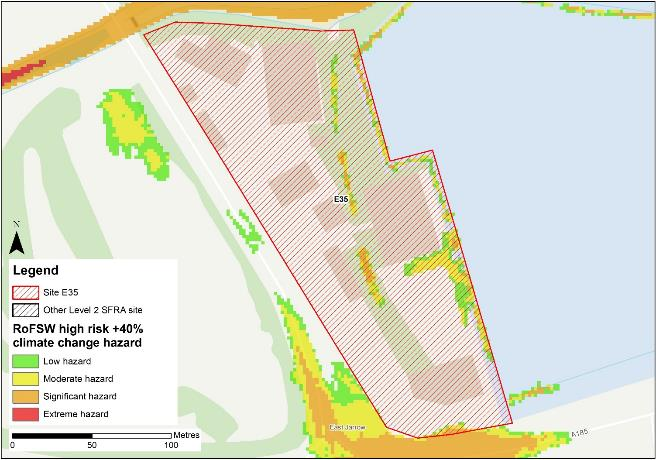 E35
N
Legend
Site E35
Other Level 2 SFRA site
RoFSW high risk +40%
climate change hazard
Low hazard
Moderate hazard
Significant hazard
Extreme hazard
Metres
0 50 100
East Jarrow
A185